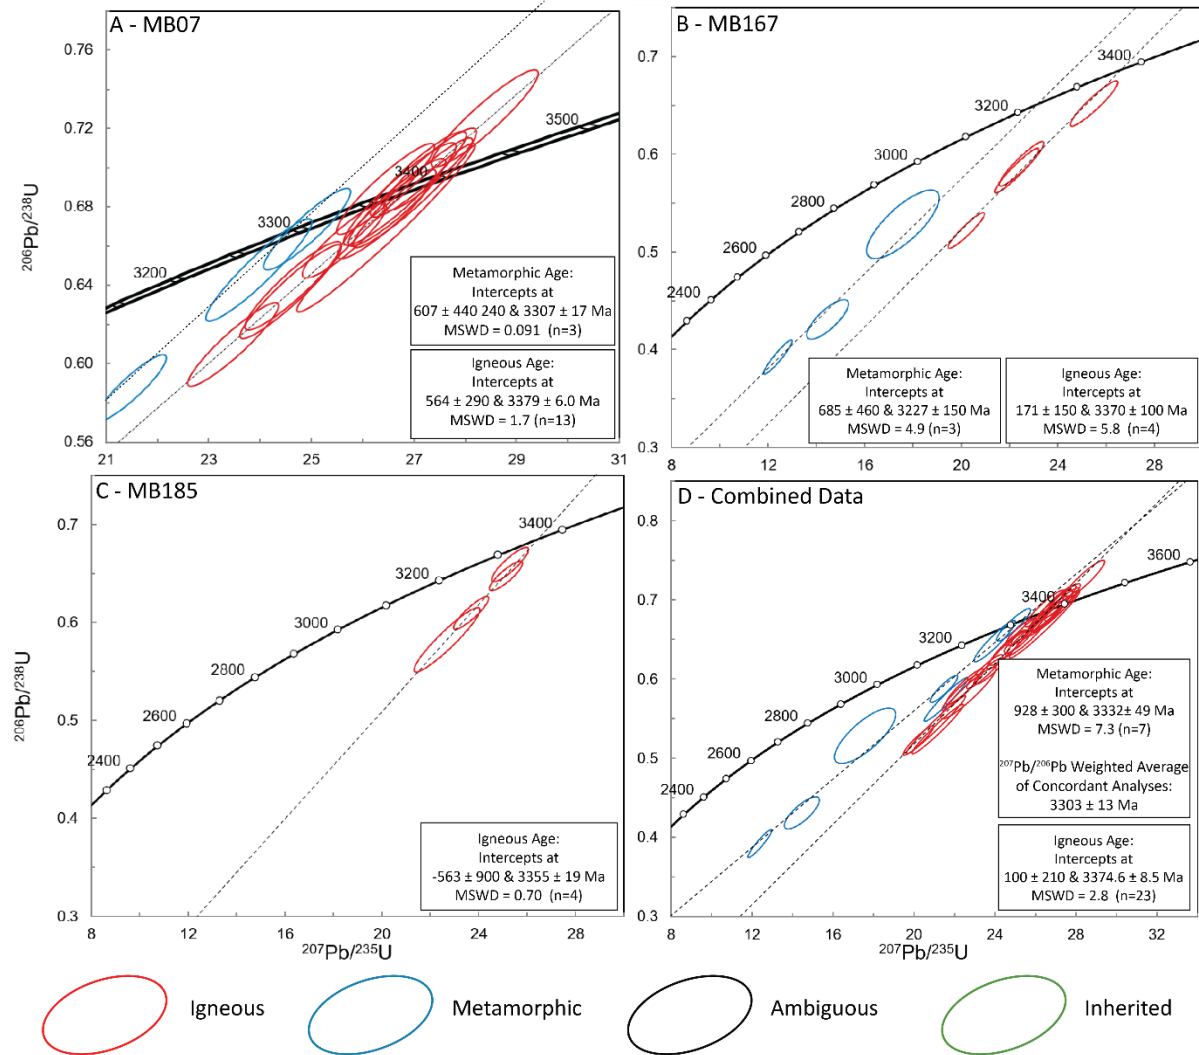 A - MB07
0.76
0.72
0.68
0.64
0.60
0.56
21
23
25
27
29
31
3200
3300
3400
3500
²⁰⁶Pb/²³⁸U
Metamorphic Age:
Intercepts at
607 ± 440 240 & 3307 ± 17 Ma
MSWD = 0.091 (n=3)
Igneous Age:
Intercepts at
564 ± 290 & 3379 ± 6.0 Ma
MSWD = 1.7 (n=13)
B - MB167
0.7
0.6
0.5
0.4
0.3
8
12
16
20
24
28
2400
2600
2800
3000
3200
3400
Metamorphic Age:
Intercepts at
685 ± 460 & 3227 ± 150 Ma
MSWD = 4.9 (n=3)
Igneous Age:
Intercepts at
171 ± 150 & 3370 ± 100 Ma
MSWD = 5.8 (n=4)
C - MB185
0.7
0.6
0.5
0.4
0.3
8
12
16
20
24
28
2400
2600
2800
3000
3200
3400
²⁰⁶Pb/²³⁸U
²⁰⁷Pb/²³⁵U
Igneous Age:
Intercepts at
-563 ± 900 & 3355 ± 19 Ma
MSWD = 0.70 (n=4)
D - Combined Data
0.8
0.7
0.6
0.5
0.4
0.3
8
12
16
20
24
28
32
2400
2600
2800
3000
3200
3400
3600
²⁰⁷Pb/²³⁵U
Metamorphic Age:
Intercepts at
928 ± 300 & 3332± 49 Ma
MSWD = 7.3 (n=7)
²⁰⁷Pb/²⁰⁶Pb Weighted Average
of Concordant Analyses:
3303 ± 13 Ma
Igneous Age:
Intercepts at
100 ± 210 & 3374.6 ± 8.5 Ma
MSWD = 2.8 (n=23)
Igneous
Metamorphic
Ambiguous
Inherited